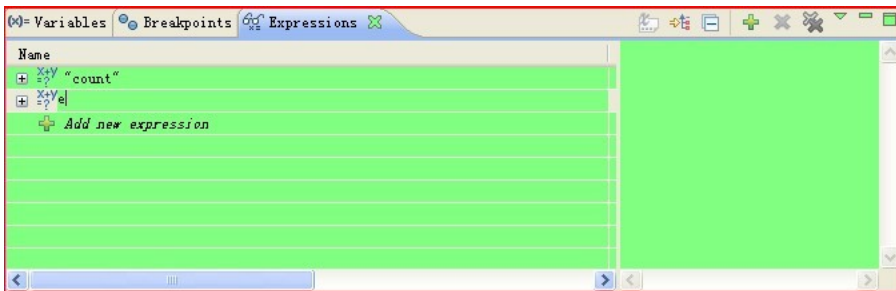 (x)= Variables Breakpoints Expressions
Name
"count"
e
Add new expression